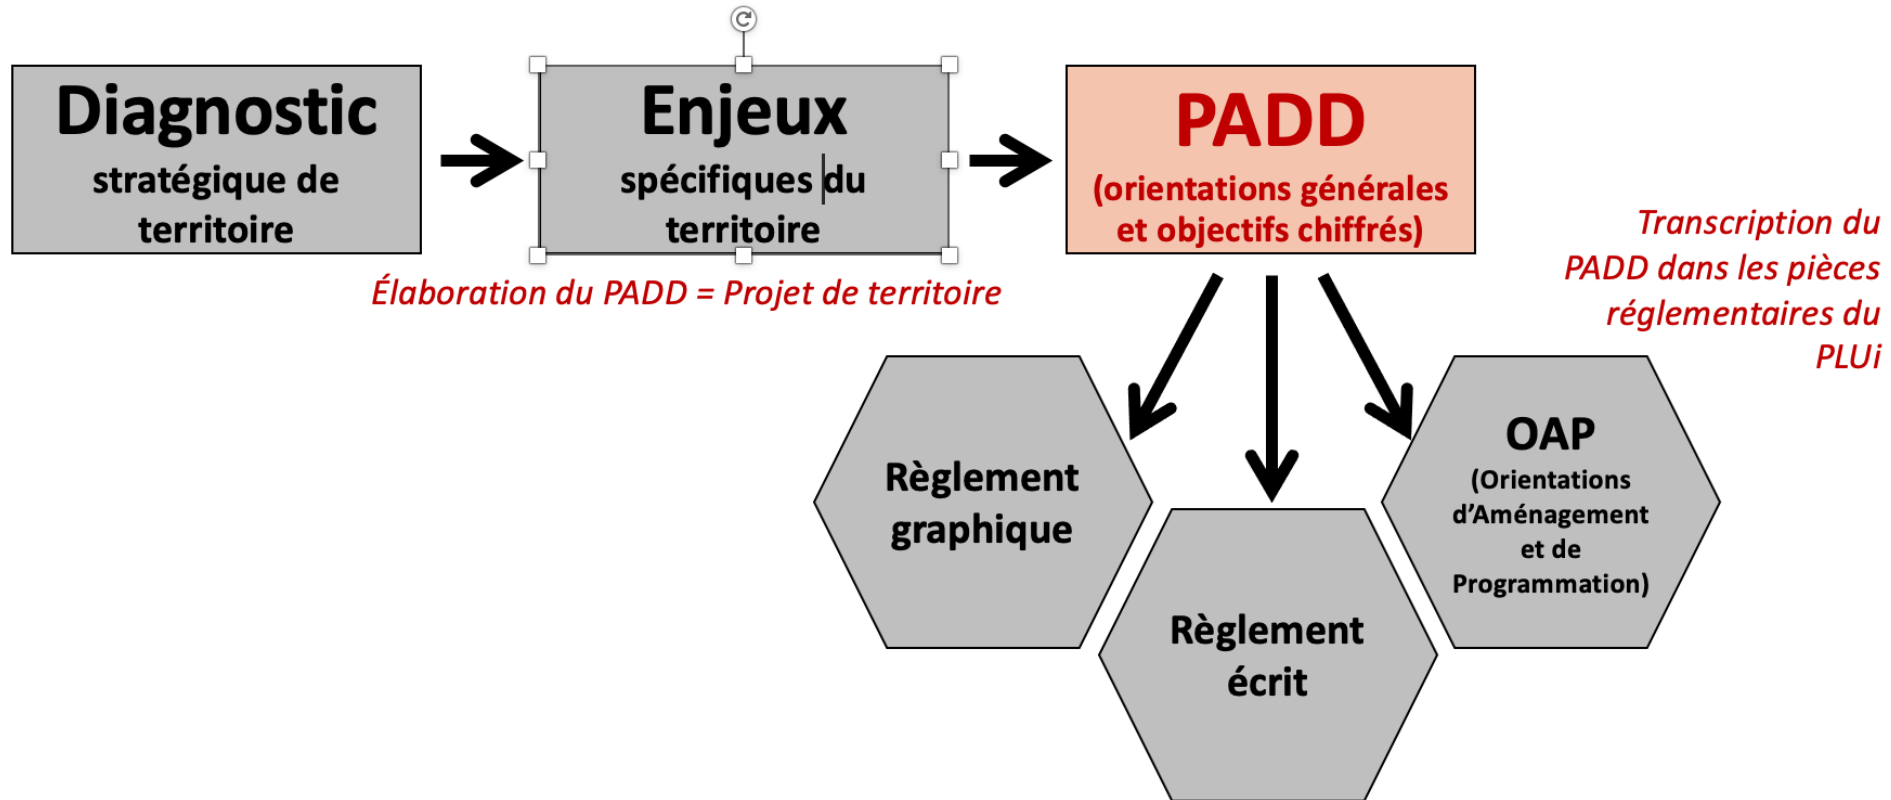 Diagnostic
stratégique de
territoire
Enjeux
spécifiques du
territoire
PADD
(orientations générales
et objectifs chiffrés)
Élaboration du PADD = Projet de territoire
Transcription du
PADD dans les pièces
réglementaires du
PLUi
Règlement
graphique
Règlement
écrit
OAP
(Orientations
d’Aménagement
et de
Programmation)